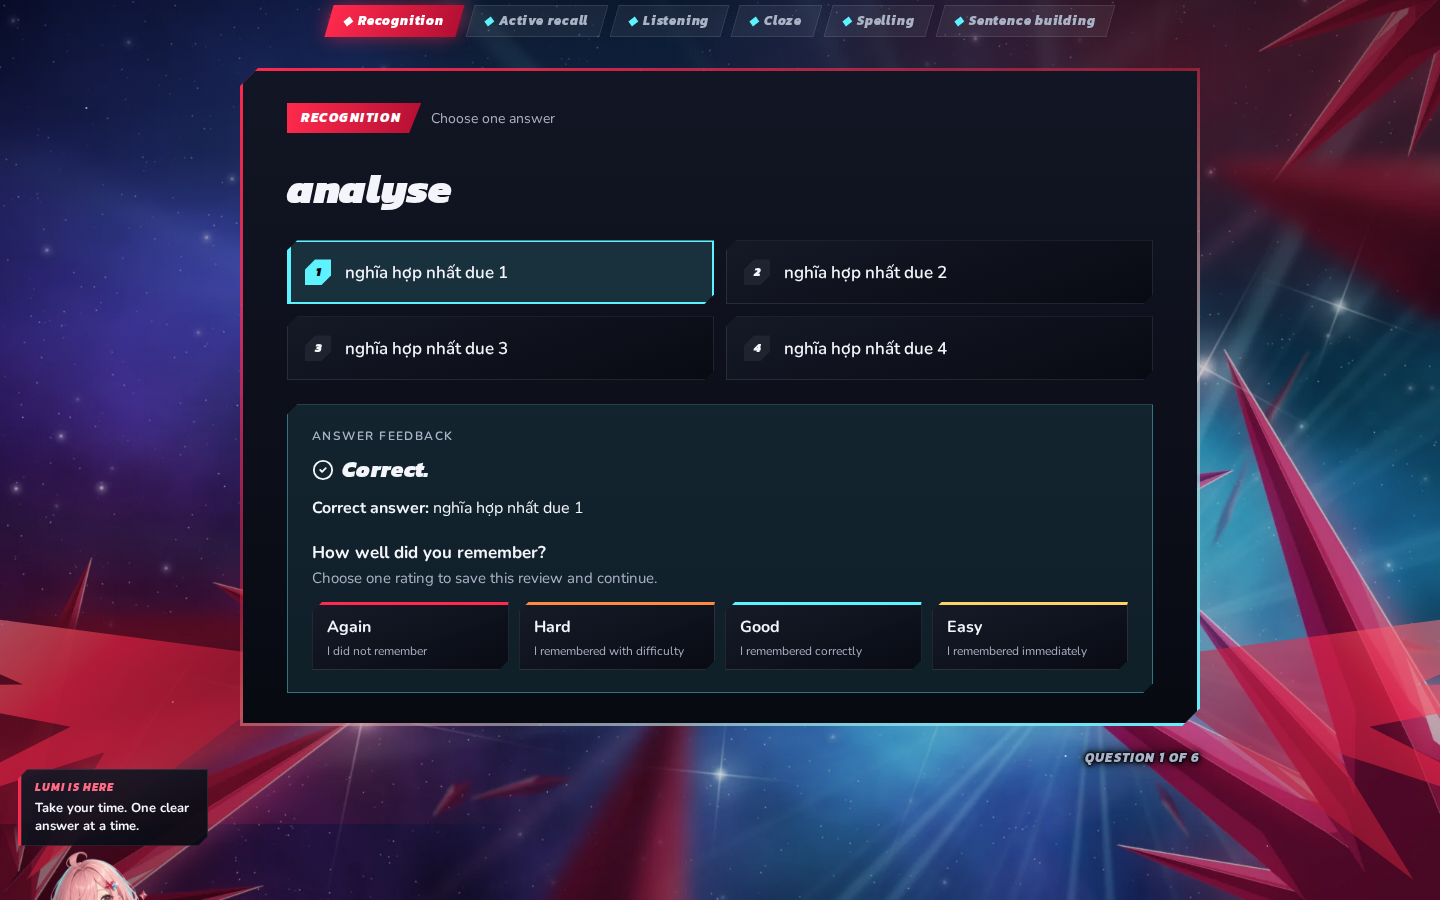 Recognition
Active recall
Listening
Cloze
Spelling
Sentence building
RECOGNITION
Choose one answer
analyse
1 nghĩa hợp nhất due 1
2 nghĩa hợp nhất due 2
3 nghĩa hợp nhất due 3
4 nghĩa hợp nhất due 4
ANSWER FEEDBACK
Correct.
Correct answer: nghĩa hợp nhất due 1
How well did you remember?
Choose one rating to save this review and continue.
Again
I did not remember
Hard
I remembered with difficulty
Good
I remembered correctly
Easy
I remembered immediately
QUESTION 1 OF 6
LUMI IS HERE
Take your time. One clear
answer at a time.